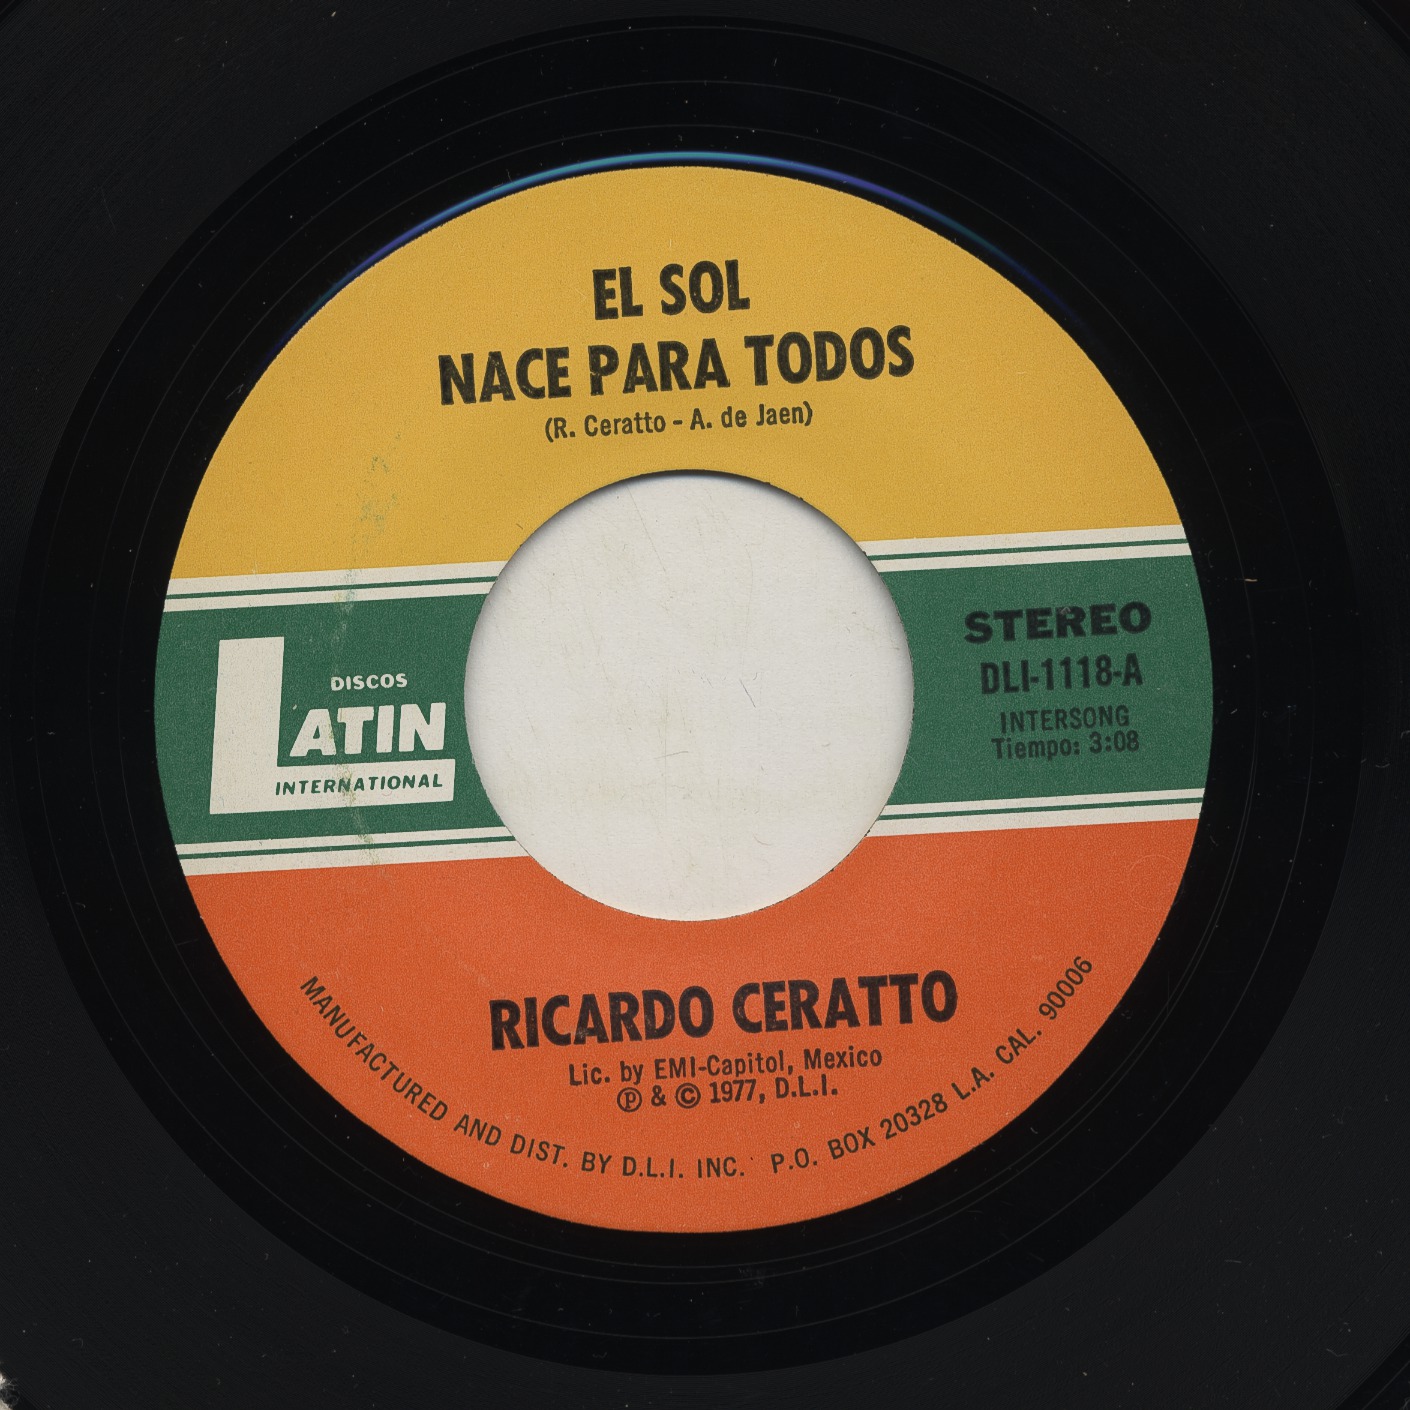 EL SOL
NACE PARA TODOS
(R. Ceratto - A. de Jaen)
DISCOS
LATIN
INTERNATIONAL
STEREO
DLI-1118-A
INTERSONG
Tiempo: 3:08
RICARDO CERATTO
Lic. by EMI-Capitol, Mexico
Ⓟ & © 1977, D.L.I.
MANUFACTURED AND DIST. BY D.L.I. INC. P.O. BOX 20328 L.A. CAL. 90006